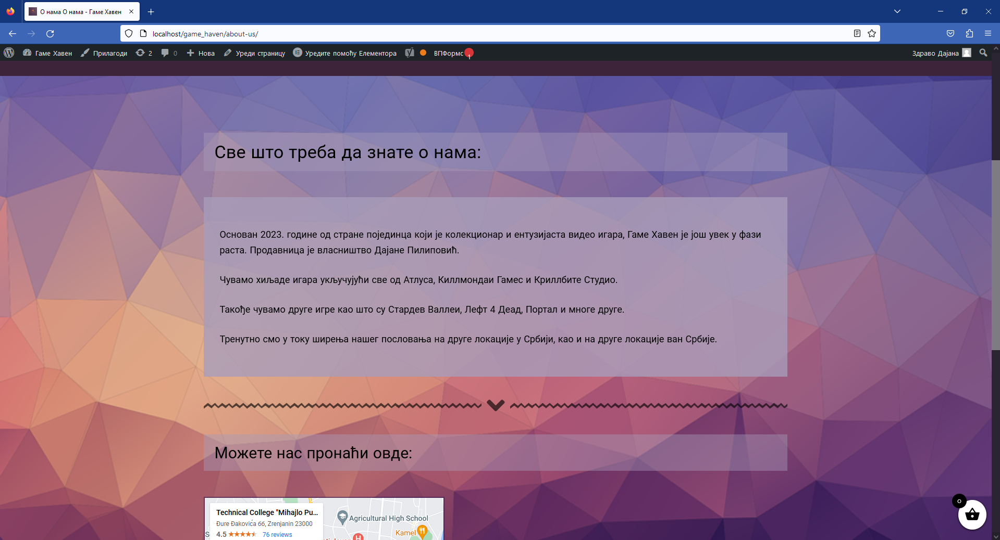 О нама О нама - Гаме Хавен
localhost/game_haven/about-us/
Гаме Хавен Прилагоди 2 0 Нова Уреди страницу Уредите помоћу Елементора ВПФормс 1 Здраво Дајана
Све што треба да знате о нама:
Основан 2023. године од стране појединца који је колекционар и ентузијаста видео игара, Гаме Хавен је још увек у фази
раста. Продавница је власништво Дајане Пилиповић.
Чувамо хиљаде игара укључујући све од Атлуса, Киллмондаи Гамес и Криллбите Студио.
Такође чувамо друге игре као што су Стардев Валлеи, Лефт 4 Деад, Портал и многе друге.
Тренутно смо у току ширења нашег пословања на друге локације у Србији, као и на друге локације ван Србије.
Можете нас пронаћи овде:
Technical College "Mihajlo Pu...
Đure Đakovića 66, Zrenjanin 23000
4.5 76 reviews
Agricultural High School
Kamel
0